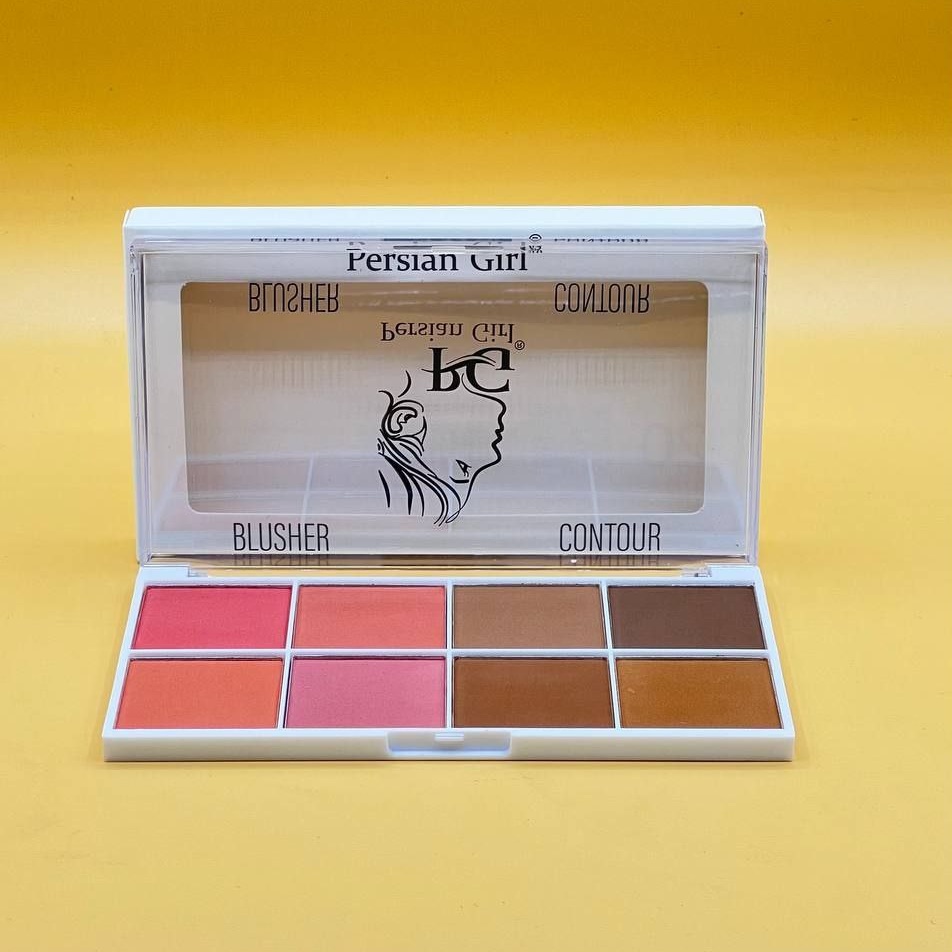 Persian Girl
BLUSHER CONTOUR
Persian Girl ®
PG
BLUSHER CONTOUR